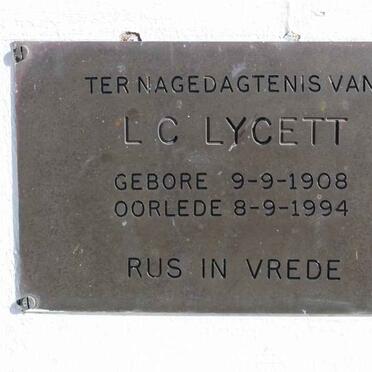 TER NAGEDAGTENIS VAN
L C LYCETT
GEBORE 9-9-1908
OORLEDE 8-9-1994
RUS IN VREDE